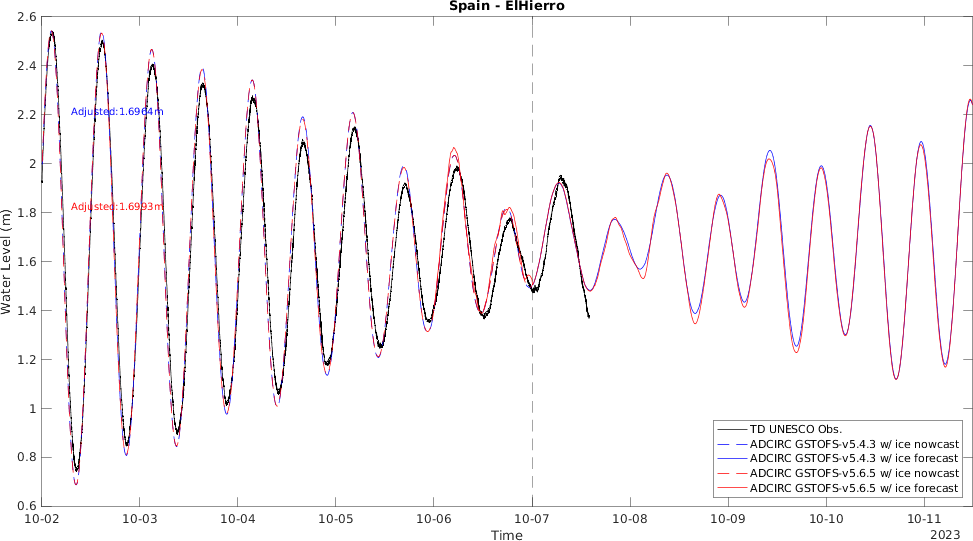 Spain - ElHierro
2.6
2.4
2.2
2
1.8
1.6
1.4
1.2
1
0.8
0.6
Water Level (m)
Adjusted:1.6964m
Adjusted:1.6993m
TD UNESCO Obs.
ADCIRC GSTOFS-v5.4.3 w/ ice nowcast
ADCIRC GSTOFS-v5.4.3 w/ ice forecast
ADCIRC GSTOFS-v5.6.5 w/ ice nowcast
ADCIRC GSTOFS-v5.6.5 w/ ice forecast
10-02 10-03 10-04 10-05 10-06 10-07 10-08 10-09 10-10 10-11
Time
2023